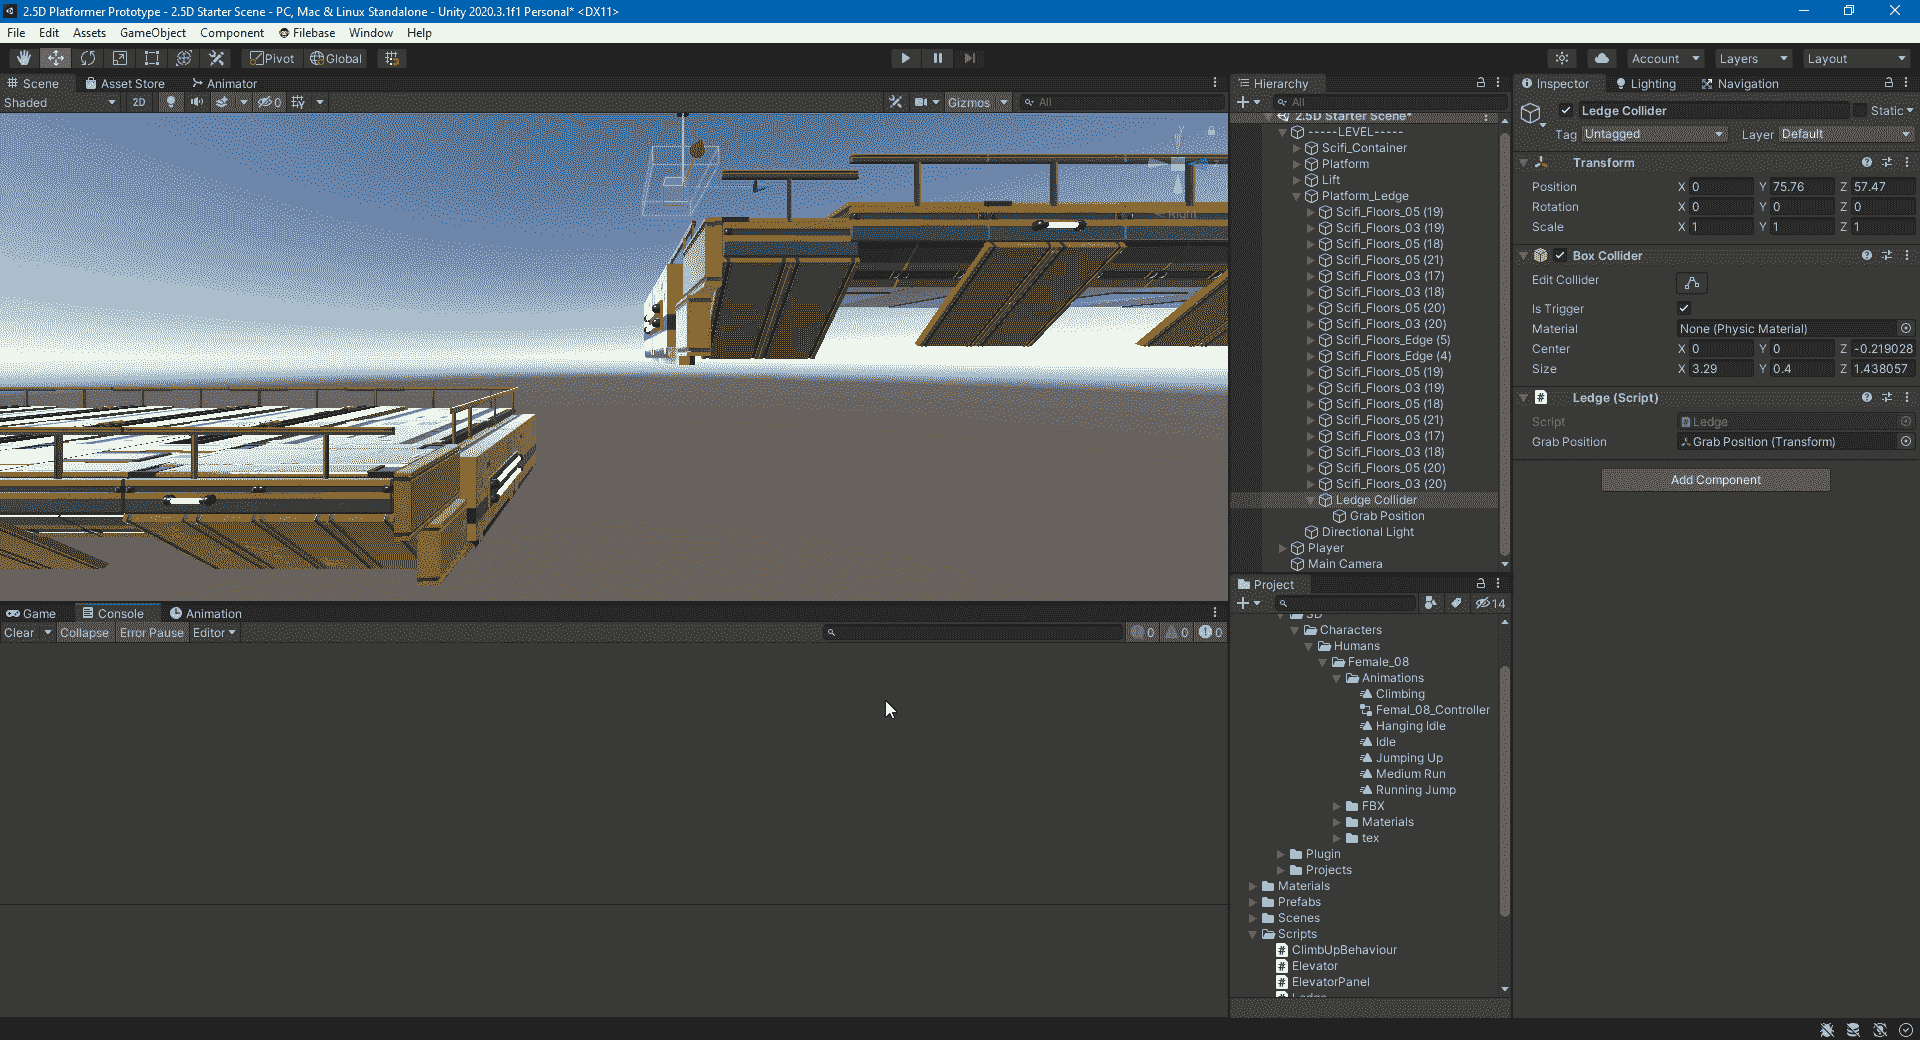 2.5D Platformer Prototype - 2.5D Starter Scene - PC, Mac & Linux Standalone - Unity 2020.3.1f1 Personal* <DX11>
File Edit Assets GameObject Component Filebase Window Help
Pivot Global Account Layers Layout
Scene Asset Store Animator
Shaded 2D 0 Gizmos All
Right
Game Console Animation
Clear Collapse Error Pause Editor 0 0 0
Hierarchy
All
2.5D Starter Scene*
-----LEVEL-----
Scifi_Container
Platform
Lift
Platform_Ledge
Scifi_Floors_05 (19)
Scifi_Floors_03 (19)
Scifi_Floors_05 (18)
Scifi_Floors_05 (21)
Scifi_Floors_03 (17)
Scifi_Floors_03 (18)
Scifi_Floors_05 (20)
Scifi_Floors_03 (20)
Scifi_Floors_Edge (5)
Scifi_Floors_Edge (4)
Scifi_Floors_05 (19)
Scifi_Floors_03 (19)
Scifi_Floors_05 (18)
Scifi_Floors_05 (21)
Scifi_Floors_03 (17)
Scifi_Floors_03 (18)
Scifi_Floors_05 (20)
Scifi_Floors_03 (20)
Ledge Collider
Grab Position
Directional Light
Player
Main Camera
Project
14
3D
Characters
Humans
Female_08
Animations
Climbing
Femal_08_Controller
Hanging Idle
Idle
Jumping Up
Medium Run
Running Jump
FBX
Materials
tex
Plugin
Projects
Materials
Prefabs
Scenes
Scripts
ClimbUpBehaviour
Elevator
ElevatorPanel
Ledge
Inspector Lighting Navigation
Ledge Collider Static
Tag Untagged Layer Default
Transform
Position X 0 Y 75.76 Z 57.47
Rotation X 0 Y 0 Z 0
Scale X 1 Y 1 Z 1
Box Collider
Edit Collider
Is Trigger
Material None (Physic Material)
Center X 0 Y 0 Z -0.219028
Size X 3.29 Y 0.4 Z 1.438057
# Ledge (Script)
Script Ledge
Grab Position Grab Position (Transform)
Add Component